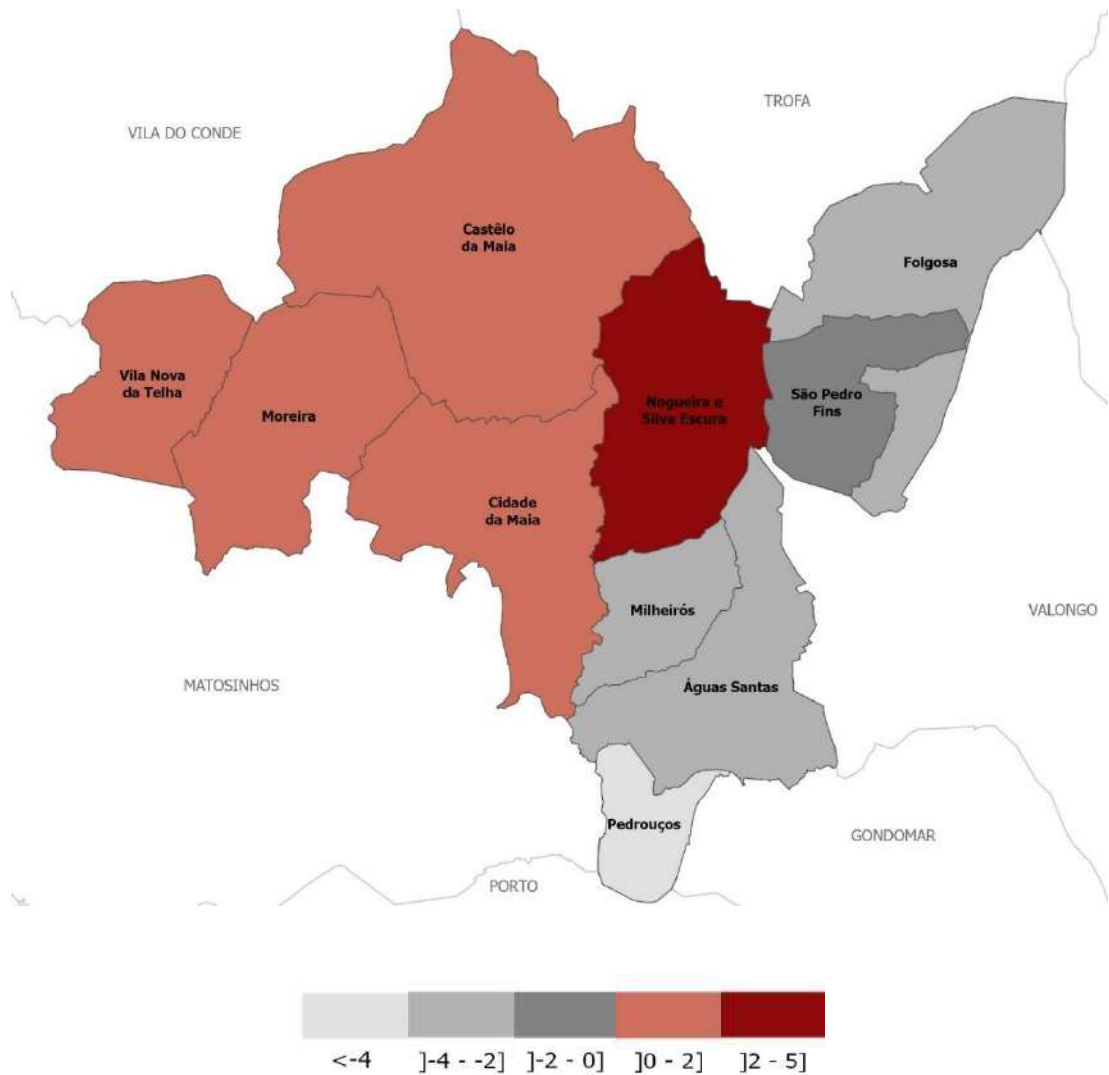 TROFA
VILA DO CONDE
Castêlo
da Maia
Folgosa
Vila Nova
da Telha
São Pedro
Fins
Moreira
Nogueira e
Silva Escura
Cidade
da Maia
Milheirós
VALONGO
MATOSINHOS
Águas Santas
Pedrouços
GONDOMAR
PORTO
<-4 ]-4 - -2] ]-2 - 0] ]0 - 2] ]2 - 5]